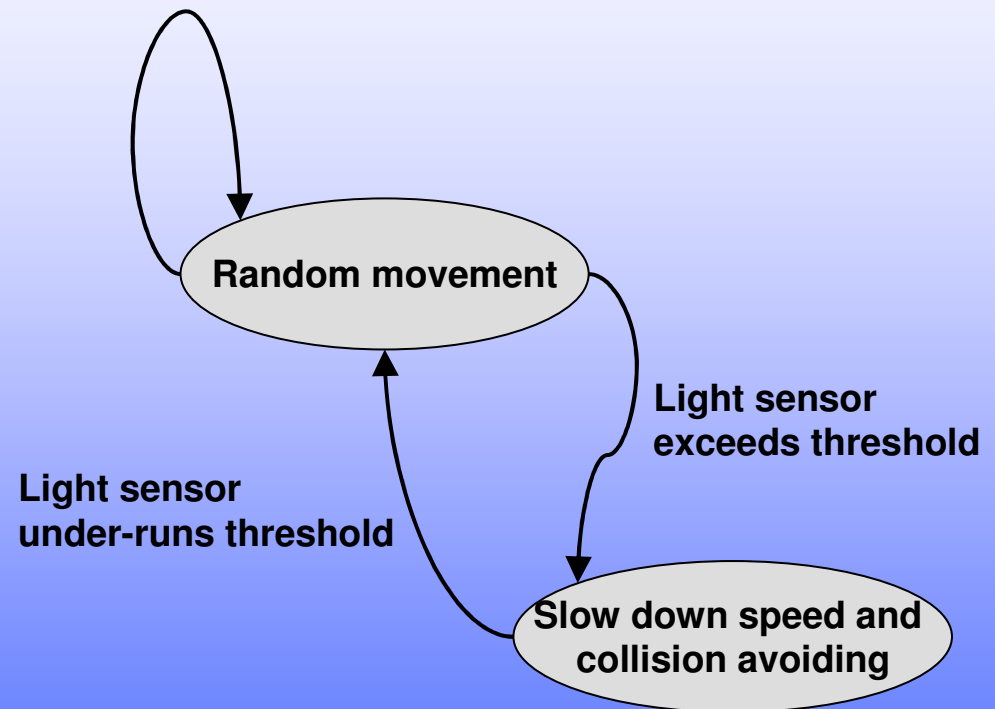 Random movement
Light sensor
exceeds threshold
Light sensor
under-runs threshold
Slow down speed and
collision avoiding